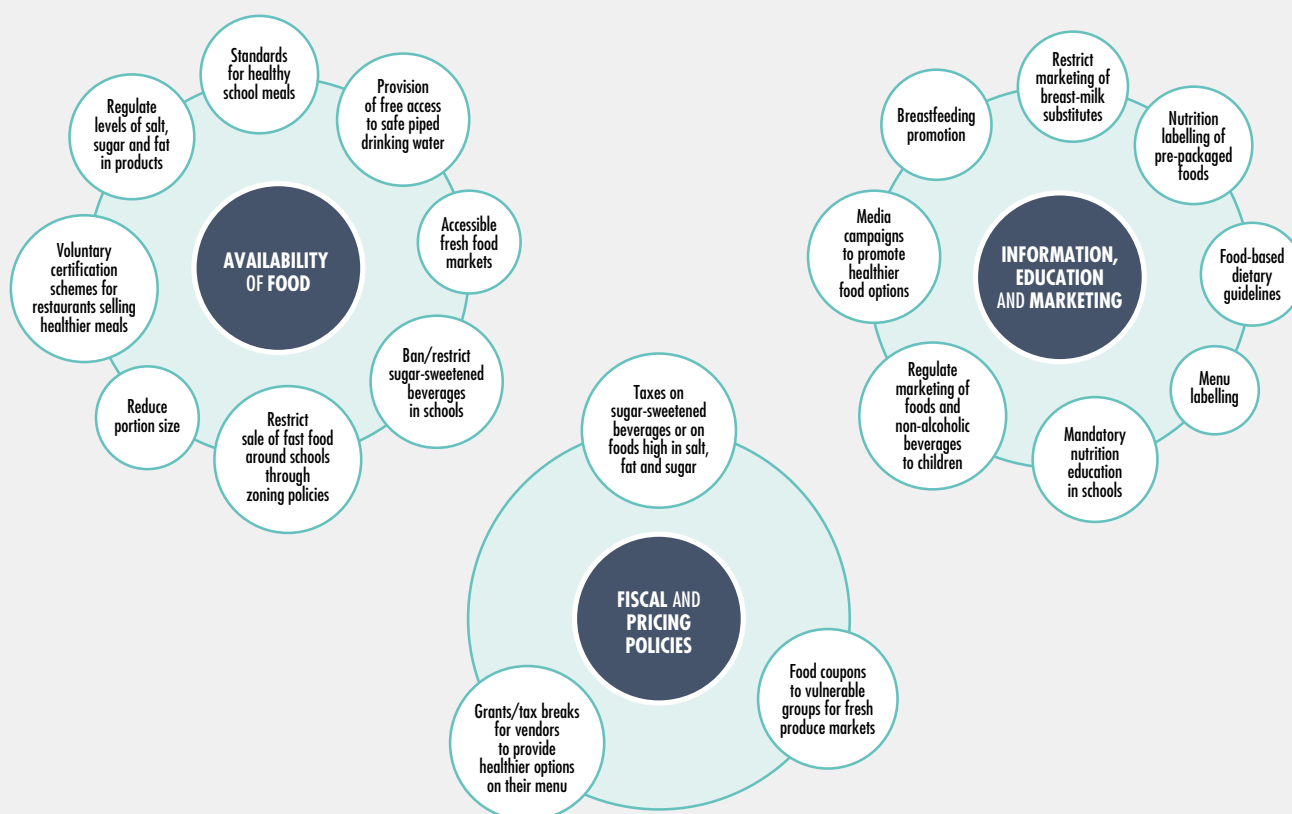 AVAILABILITY
OF FOOD
Standards
for healthy
school meals
Provision
of free access
to safe piped
drinking water
Accessible
fresh food
markets
Ban/restrict
sugar-sweetened
beverages
in schools
Restrict
sale of fast food
around schools
through
zoning policies
Reduce
portion size
Voluntary
certification
schemes for
restaurants selling
healthier meals
Regulate
levels of salt,
sugar and fat
in products
INFORMATION,
EDUCATION
AND MARKETING
Restrict
marketing of
breast-milk
substitutes
Nutrition
labelling of
pre-packaged
foods
Food-based
dietary
guidelines
Menu
labelling
Mandatory
nutrition
education
in schools
Regulate
marketing of
foods and
non-alcoholic
beverages
to children
Media
campaigns
to promote
healthier
food options
Breastfeeding
promotion
FISCAL AND
PRICING
POLICIES
Taxes on
sugar-sweetened
beverages or on
foods high in salt,
fat and sugar
Food coupons
to vulnerable
groups for fresh
produce markets
Grants/tax breaks
for vendors
to provide
healthier options
on their menu